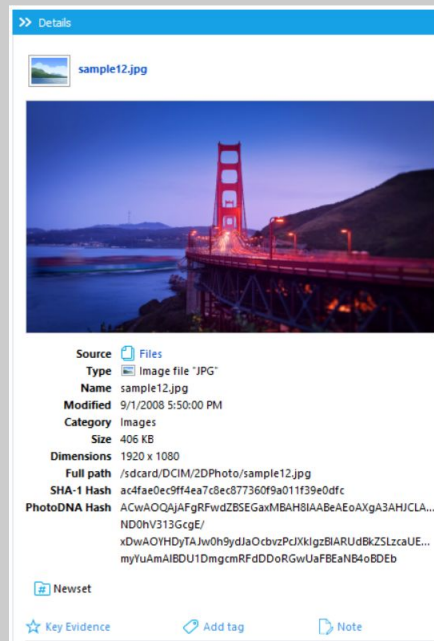 Details
sample12.jpg
Source Files
Type Image file "JPG"
Name sample12.jpg
Modified 9/1/2008 5:50:00 PM
Category Images
Size 406 KB
Dimensions 1920 x 1080
Full path /sdcard/DCIM/2DPhoto/sample12.jpg
SHA-1 Hash ac4fae0ec9ff4ea7c8ec877360f9a011f39e0dfc
PhotoDNA Hash ACwAOQAjAFgRFwdZBSEGaxMBAH8IAABeAEoAXgA3AHJCLA...
ND0hV313GcgE/
xDwAOYHDyTAJw0h9ydJaOcbvzPcJXkIgzBIARUdBkZSLzcaUE...
myYuAmAIBDU1DmgcmRFdDDoRGwUaFBEaNB4oBDEb
Newset
Key Evidence Add tag Note